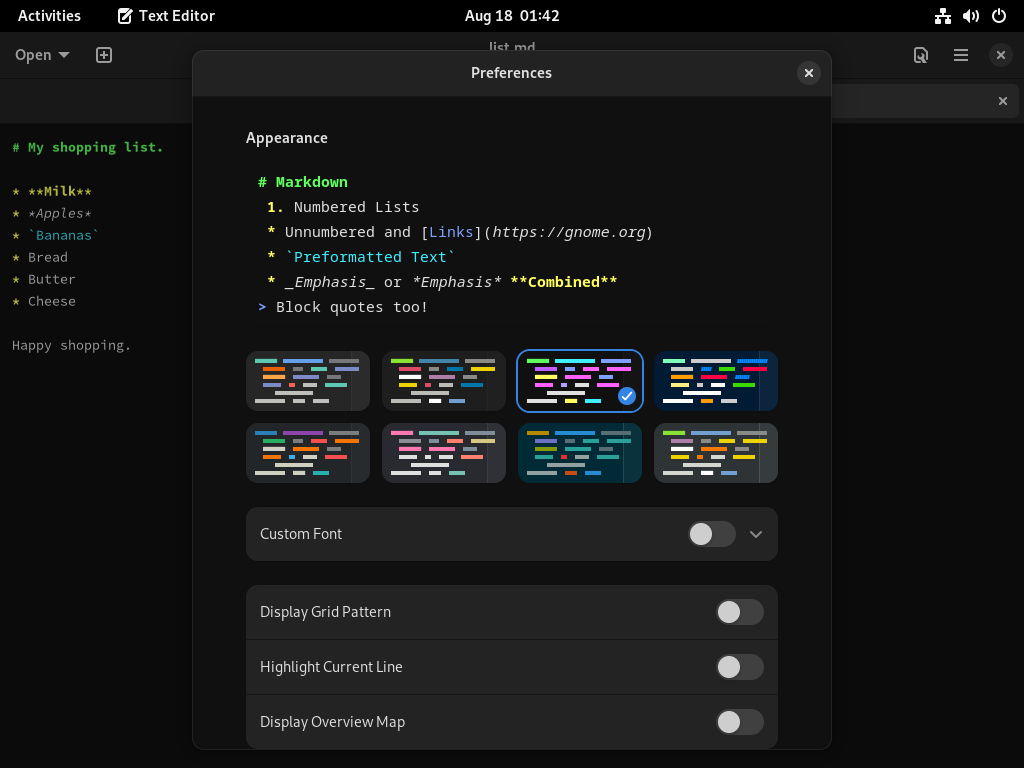 Activities
Text Editor
Aug 18 01:42
Open
list.md
Preferences
# My shopping list.
* **Milk**
* *Apples*
* `Bananas`
* Bread
* Butter
* Cheese
Happy shopping.
Appearance
# Markdown
1. Numbered Lists
* Unnumbered and [Links](https://gnome.org)
* `Preformatted Text`
* _Emphasis_ or *Emphasis* **Combined**
> Block quotes too!
Custom Font
Display Grid Pattern
Highlight Current Line
Display Overview Map